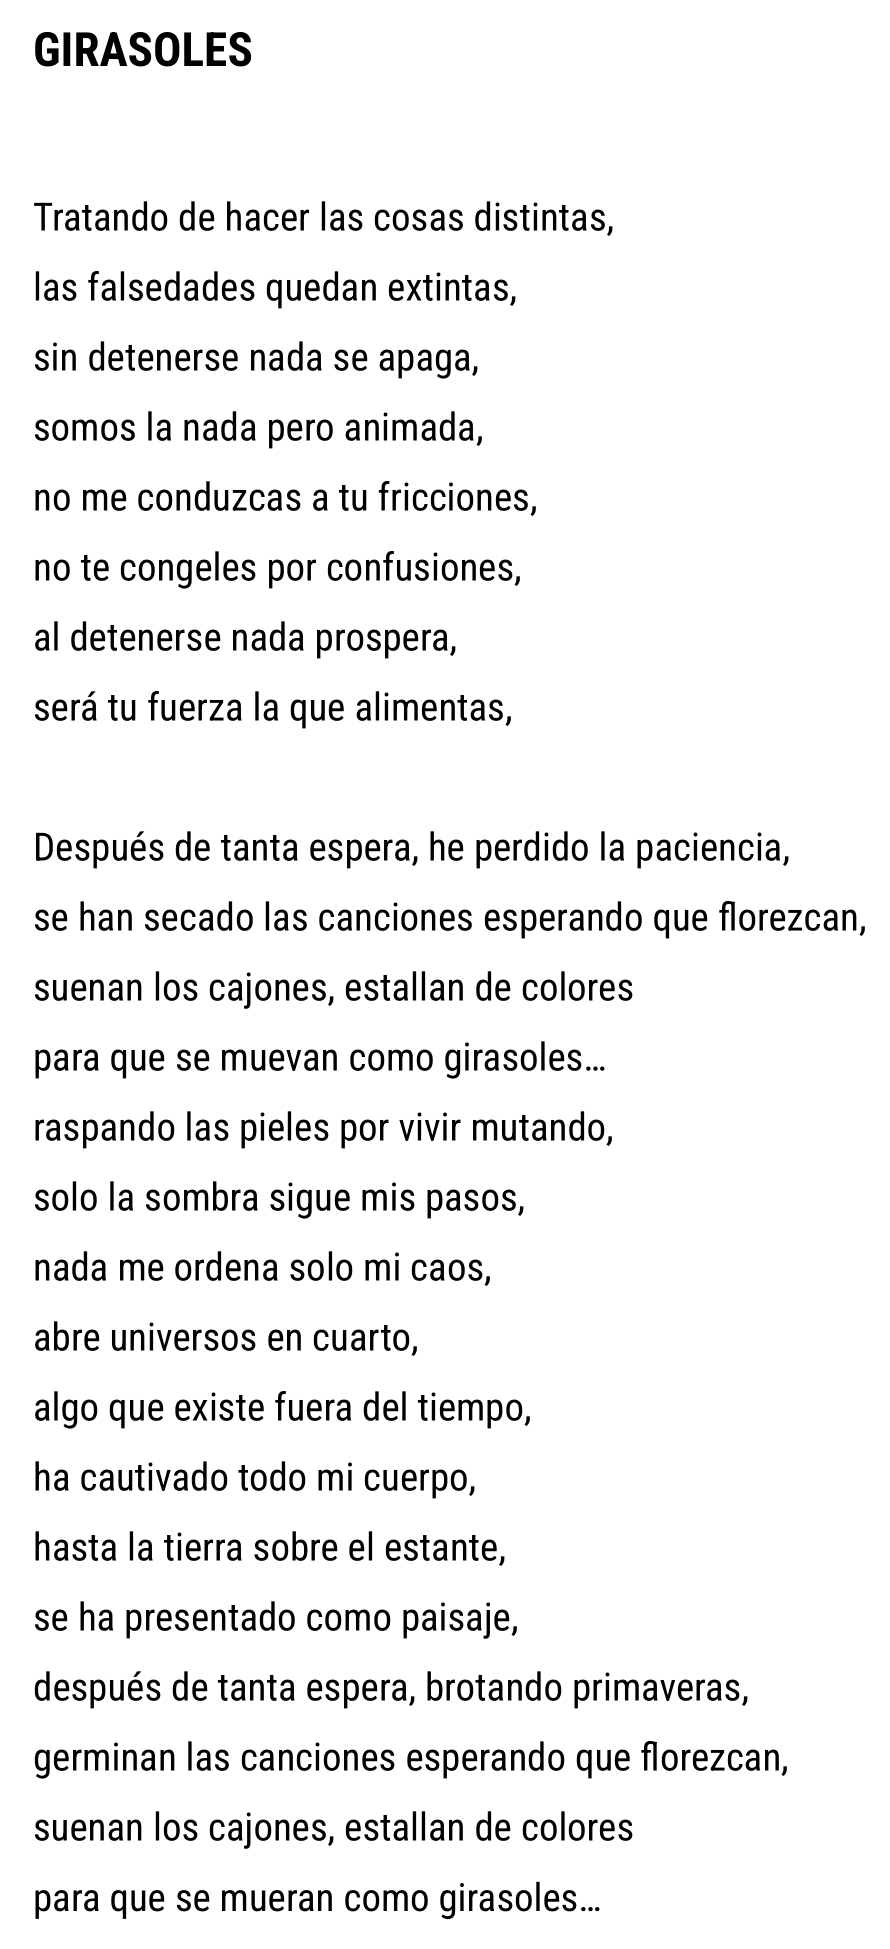 GIRASOLES
Tratando de hacer las cosas distintas,
las falsedades quedan extintas,
sin detenerse nada se apaga,
somos la nada pero animada,
no me conduzcas a tu fricciones,
no te congeles por confusiones,
al detenerse nada prospera,
será tu fuerza la que alimentas,
Después de tanta espera, he perdido la paciencia,
se han secado las canciones esperando que florezcan,
suenan los cajones, estallan de colores
para que se muevan como girasoles…
raspando las pieles por vivir mutando,
solo la sombra sigue mis pasos,
nada me ordena solo mi caos,
abre universos en cuarto,
algo que existe fuera del tiempo,
ha cautivado todo mi cuerpo,
hasta la tierra sobre el estante,
se ha presentado como paisaje,
después de tanta espera, brotando primaveras,
germinan las canciones esperando que florezcan,
suenan los cajones, estallan de colores
para que se mueran como girasoles…